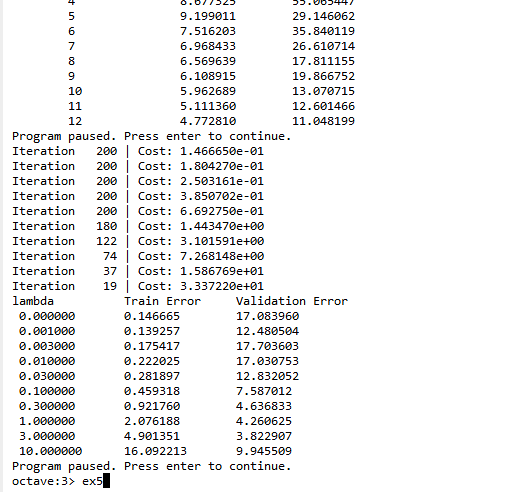 4 8.677325 55.065447
5 9.199011 29.146062
6 7.516203 35.840119
7 6.968433 26.610714
8 6.569639 17.811155
9 6.108915 19.866752
10 5.962689 13.070715
11 5.111360 12.601466
12 4.772810 11.048199
Program paused. Press enter to continue.
Iteration 200 | Cost: 1.466650e-01
Iteration 200 | Cost: 1.804270e-01
Iteration 200 | Cost: 2.503161e-01
Iteration 200 | Cost: 3.850702e-01
Iteration 200 | Cost: 6.692750e-01
Iteration 180 | Cost: 1.443470e+00
Iteration 122 | Cost: 3.101591e+00
Iteration 74 | Cost: 7.268148e+00
Iteration 37 | Cost: 1.586769e+01
Iteration 19 | Cost: 3.337220e+01
lambda Train Error Validation Error
0.000000 0.146665 17.083960
0.001000 0.139257 12.480504
0.003000 0.175417 17.703603
0.010000 0.222025 17.030753
0.030000 0.281897 12.832052
0.100000 0.459318 7.587012
0.300000 0.921760 4.636833
1.000000 2.076188 4.260625
3.000000 4.901351 3.822907
10.000000 16.092213 9.945509
Program paused. Press enter to continue.
octave:3> ex5